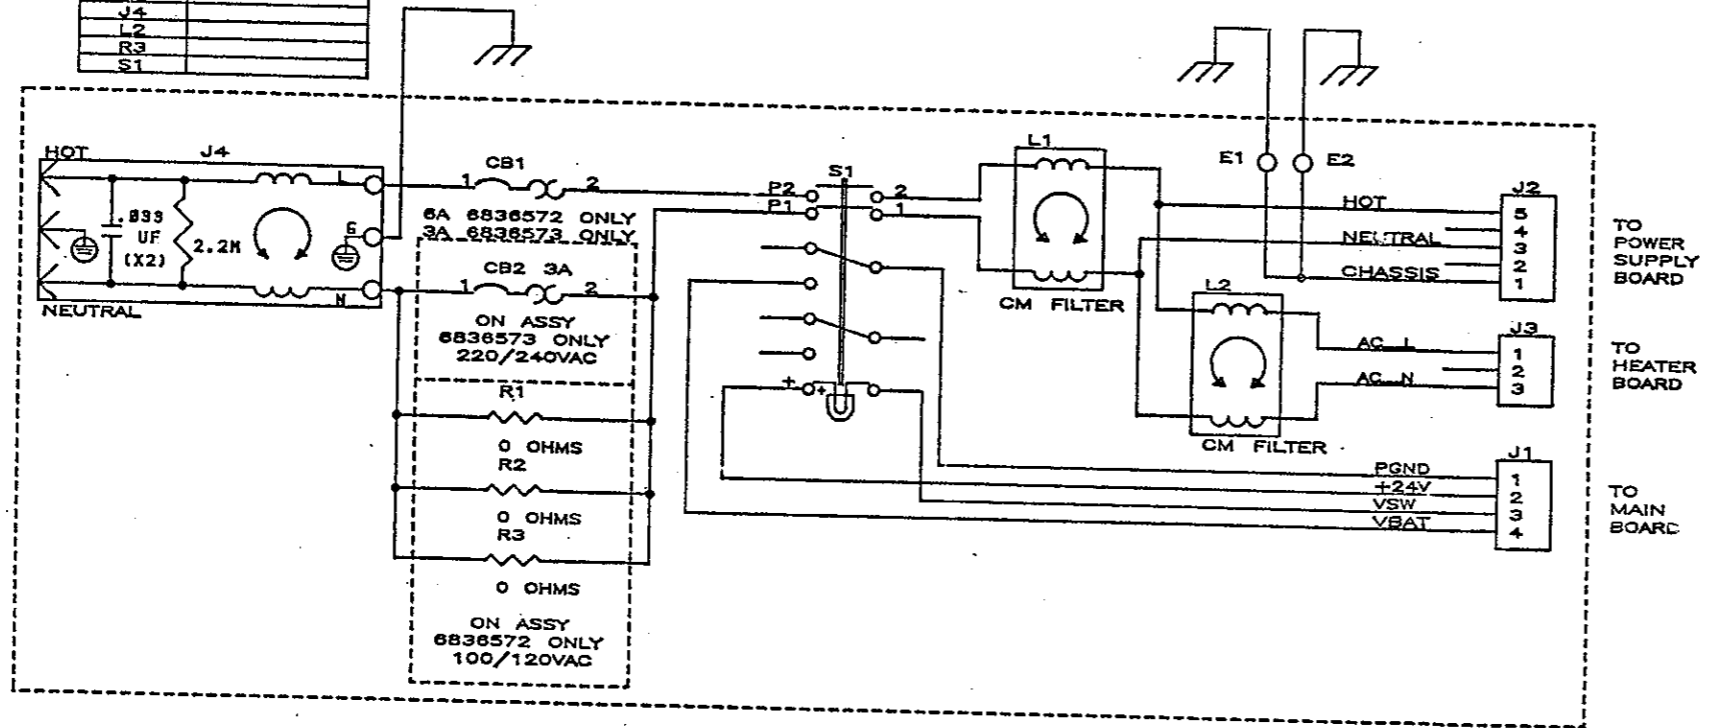 J4
L2
R3
S1
HOT
J4
L
.033
UF
(X2)
2.2M
G
N
NEUTRAL
CB1
1
2
6A 6836572 ONLY
3A 6836573 ONLY
CB2 3A
1
2
ON ASSY
6836573 ONLY
220/240VAC
R1
0 OHMS
R2
0 OHMS
R3
0 OHMS
ON ASSY
6836572 ONLY
100/120VAC
S1
P2
2
P1
1
+
+
L1
CM FILTER
L2
CM FILTER
E1
E2
HOT
NEUTRAL
CHASSIS
J2
5
4
3
2
1
TO
POWER
SUPPLY
BOARD
AC L
AC N
J3
1
2
3
TO
HEATER
BOARD
PGND
+24V
VSW
VBAT
J1
1
2
3
4
TO
MAIN
BOARD